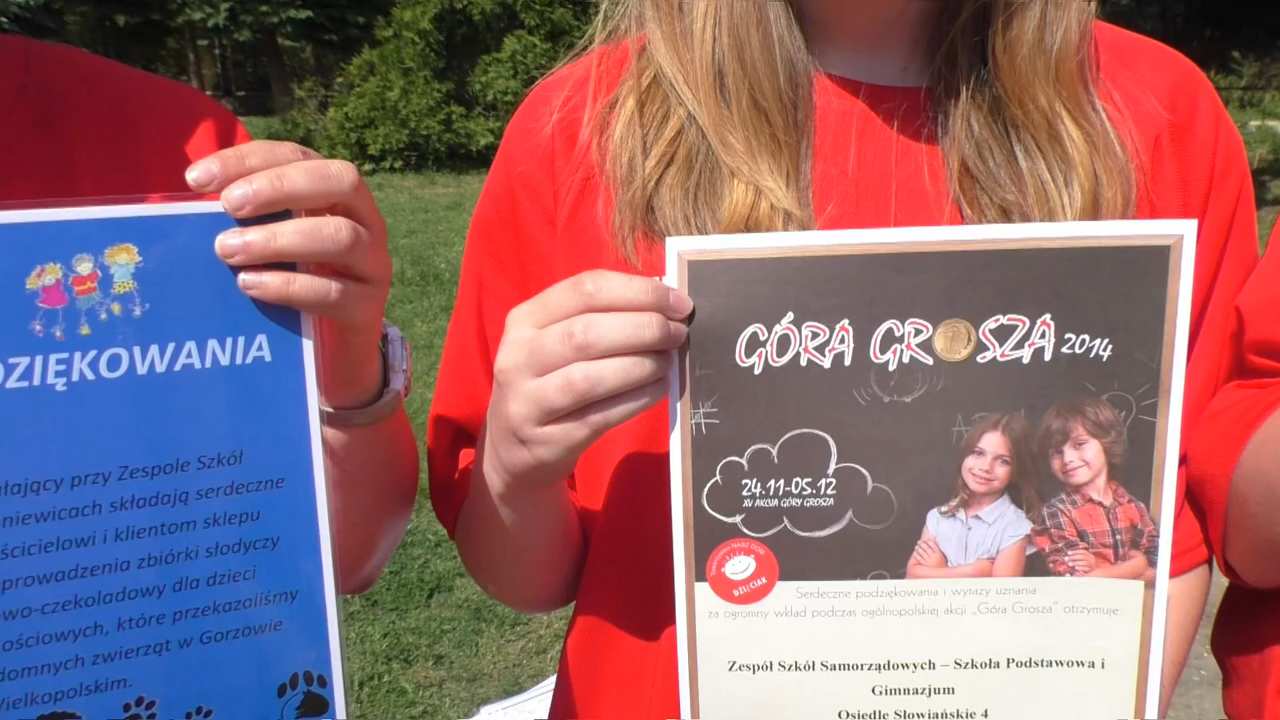 DZIĘKOWANIA
ałający przy Zespole Szkół
niewicach składają serdeczne
ścicielowi i klientom sklepu
prowadzenia zbiórki słodyczy
owo-czekoladowy dla dzieci
ościowych, które przekazaliśmy
domnych zwierząt w Gorzowie
Wielkopolskim.
GÓRA GROSZA 2014
24.11-05.12
XV AKCJA GÓRY GROSZA
Towarzystwo NASZ DOM
DZIECIAK
Serdeczne podziękowania i wyrazy uznania
za ogromny wkład podczas ogólnopolskiej akcji „Góra Grosza" otrzymuje:
Zespół Szkół Samorządowych – Szkoła Podstawowa i
Gimnazjum
Osiedle Słowiańskie 4